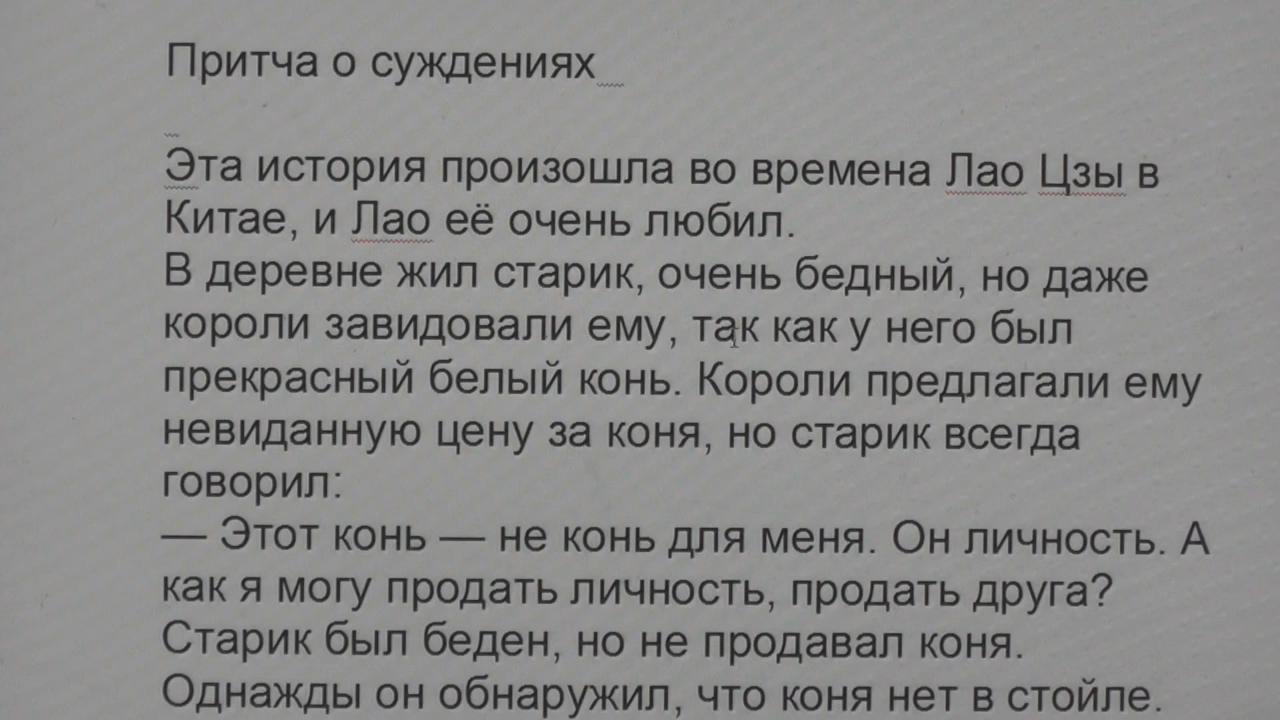 Притча о суждениях
Эта история произошла во времена Лао Цзы в
Китае, и Лао её очень любил.
В деревне жил старик, очень бедный, но даже
короли завидовали ему, так как у него был
прекрасный белый конь. Короли предлагали ему
невиданную цену за коня, но старик всегда
говорил:
— Этот конь — не конь для меня. Он личность. А
как я могу продать личность, продать друга?
Старик был беден, но не продавал коня.
Однажды он обнаружил, что коня нет в стойле.